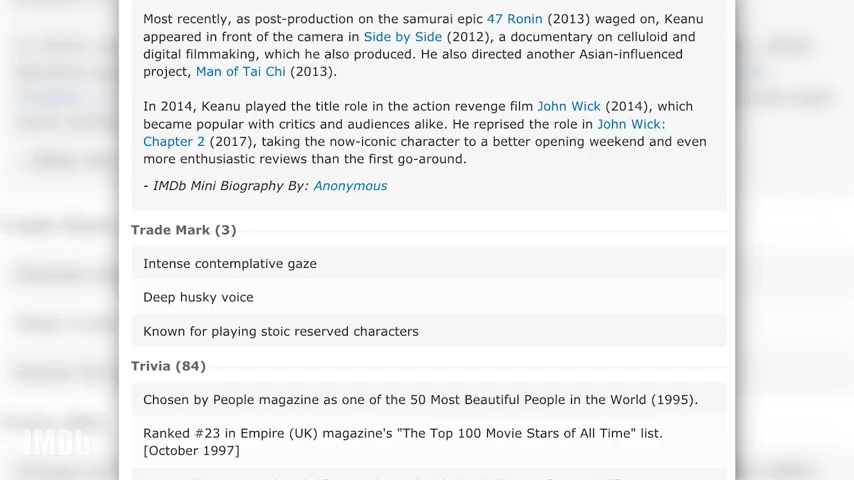 Most recently, as post-production on the samurai epic 47 Ronin (2013) waged on, Keanu
appeared in front of the camera in Side by Side (2012), a documentary on celluloid and
digital filmmaking, which he also produced. He also directed another Asian-influenced
project, Man of Tai Chi (2013).
In 2014, Keanu played the title role in the action revenge film John Wick (2014), which
became popular with critics and audiences alike. He reprised the role in John Wick:
Chapter 2 (2017), taking the now-iconic character to a better opening weekend and even
more enthusiastic reviews than the first go-around.
- IMDb Mini Biography By: Anonymous
Trade Mark (3)
Intense contemplative gaze
Deep husky voice
Known for playing stoic reserved characters
Trivia (84)
Chosen by People magazine as one of the 50 Most Beautiful People in the World (1995).
Ranked #23 in Empire (UK) magazine's "The Top 100 Movie Stars of All Time" list.
[October 1997]
IMDb